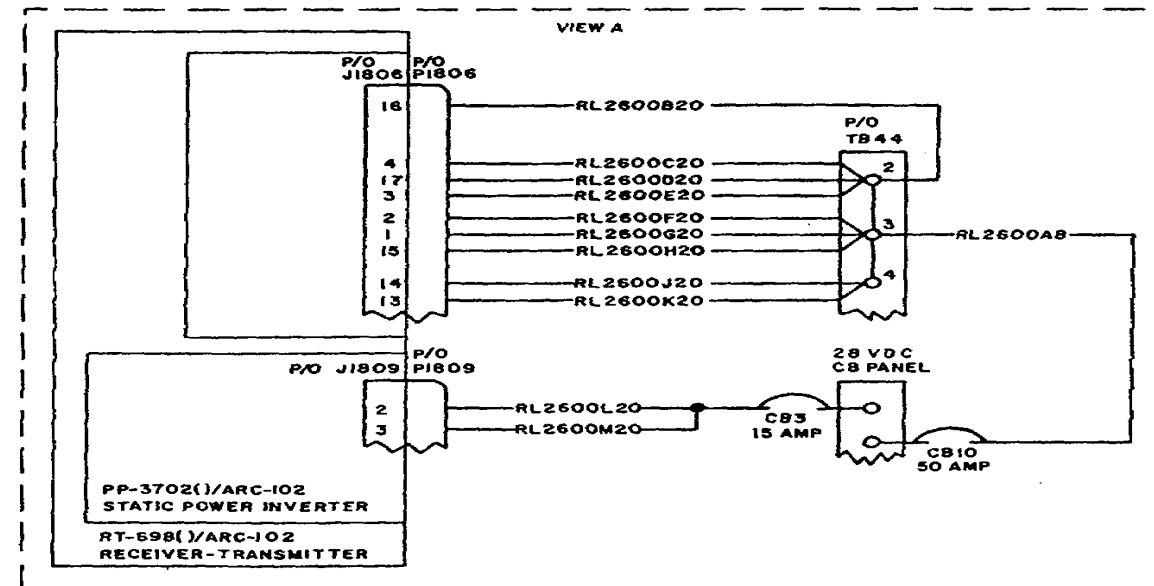 VIEW A
P/O P/O
J1806 P1806
16 RL2600B20
P/O
TB44
4 RL2600C20
2
17 RL2600D20
3 RL2600E20
2 RL2600F20
3
1 RL2600G20 RL2600A8
15 RL2600H20
4
14 RL2600J20
13 RL2600K20
P/O
P/O J1809 P1809
28 VDC
CB PANEL
2 RL2600L20
3 RL2600M20
CB3
15 AMP
CB10
50 AMP
PP-3702()/ARC-102
STATIC POWER INVERTER
RT-698()/ARC-102
RECEIVER-TRANSMITTER